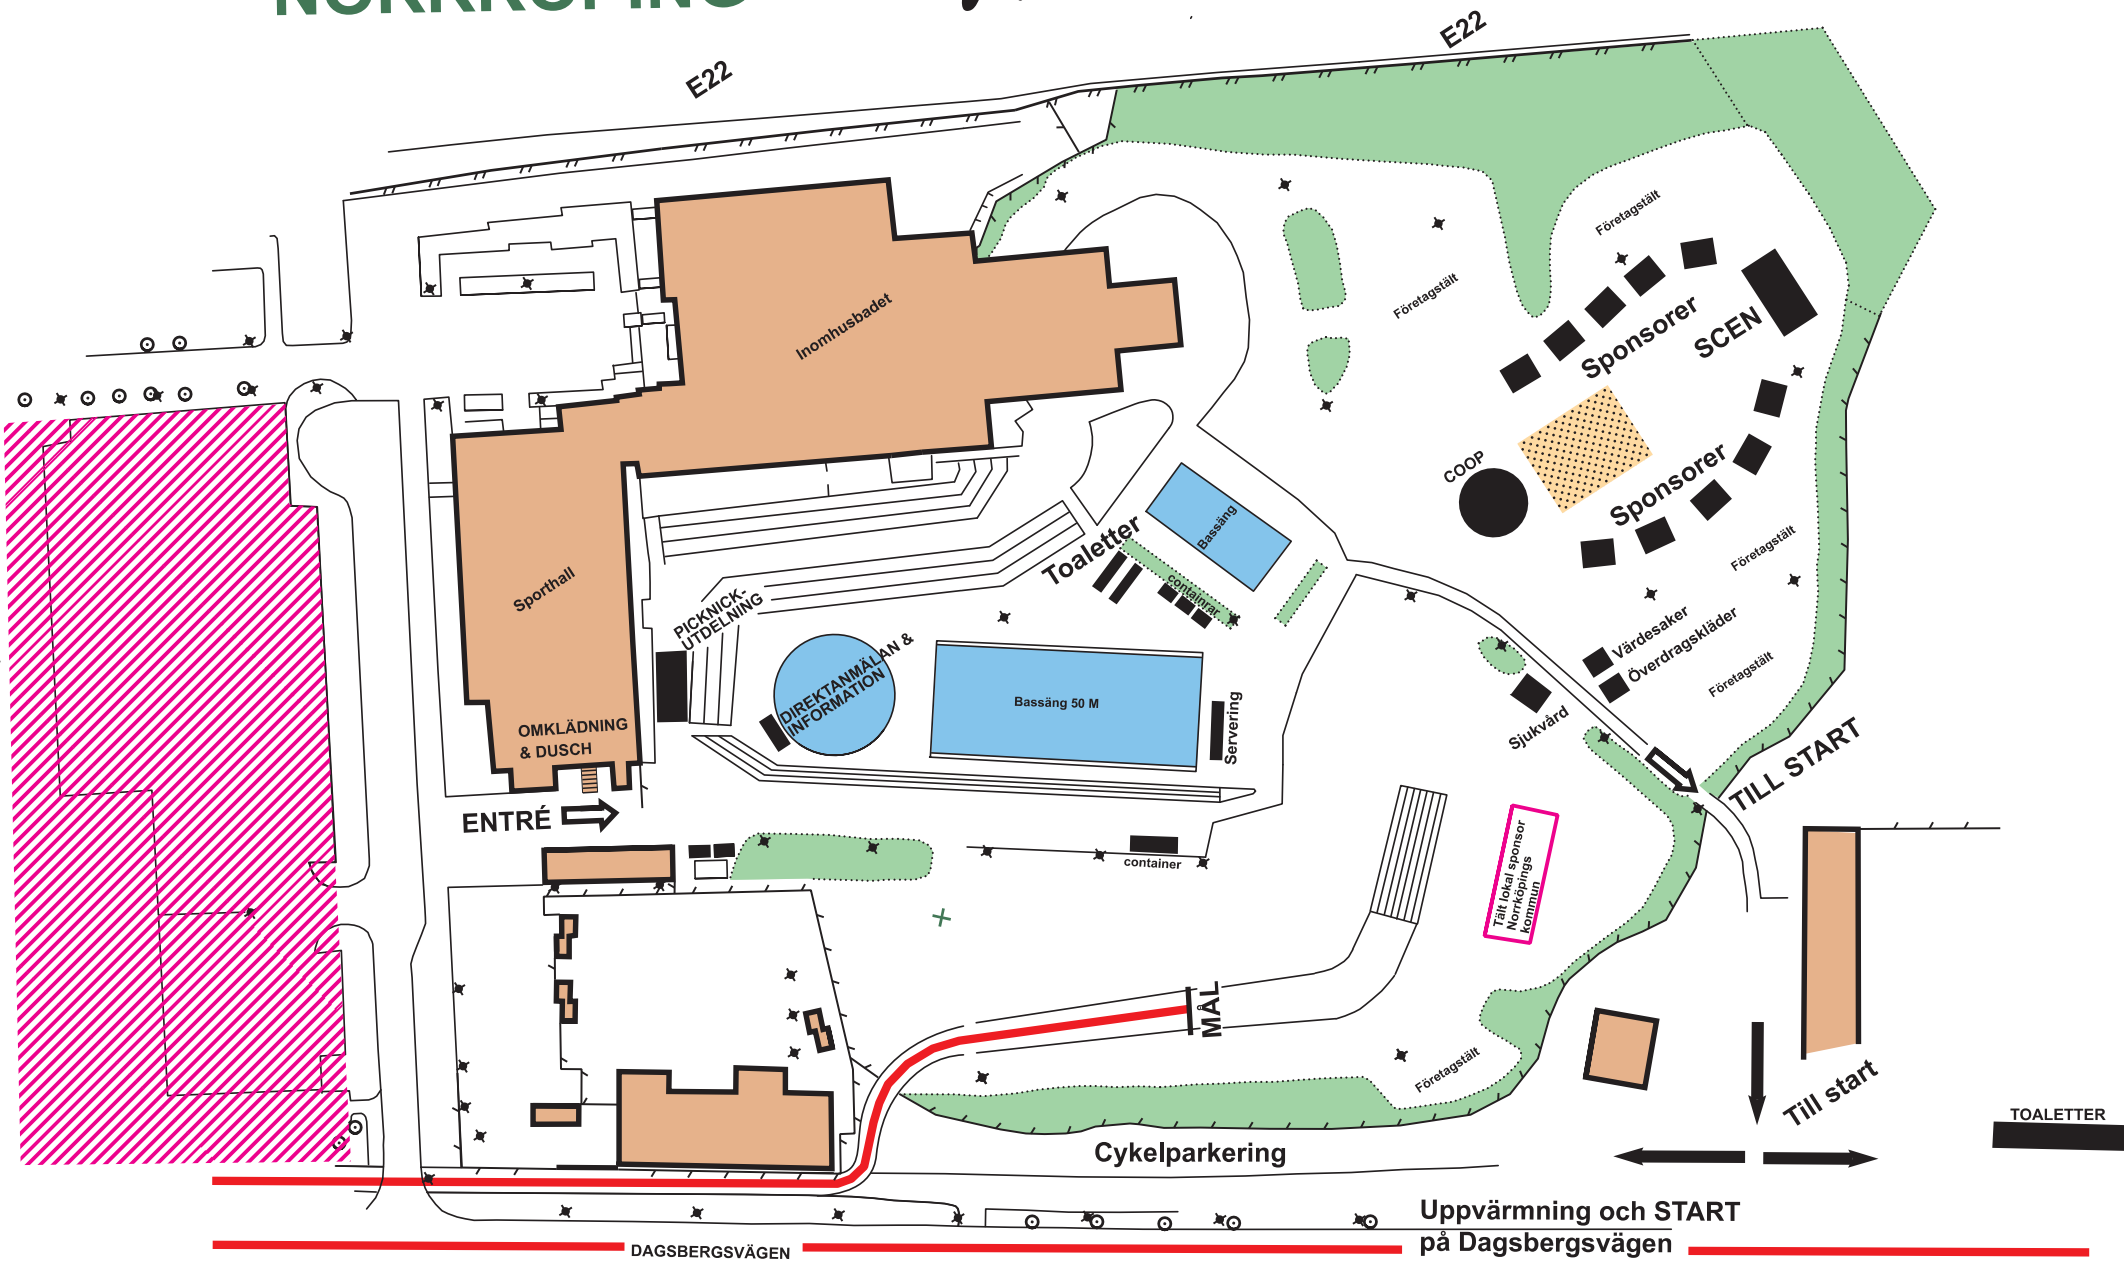 NORRKÖPING
E22
E22
Företagstält
Företagstält
Inomhusbadet
Sponsorer
SCEN
COOP
Sponsorer
Bassäng
Toaletter
containrar
Företagstält
Sporthall
PICKNICK-
UTDELNING
Värdesaker
Överdragskläder
Företagstält
DIREKTANMÄLAN &
INFORMATION
Bassäng 50 M
Servering
Sjukvård
OMKLÄDNING
& DUSCH
TILL START
ENTRÉ
container
Tält lokal sponsor
Norrköpings
kommun
MÅL
Företagstält
Till start
TOALETTER
Cykelparkering
Uppvärmning och START
på Dagsbergsvägen
DAGSBERGSVÄGEN